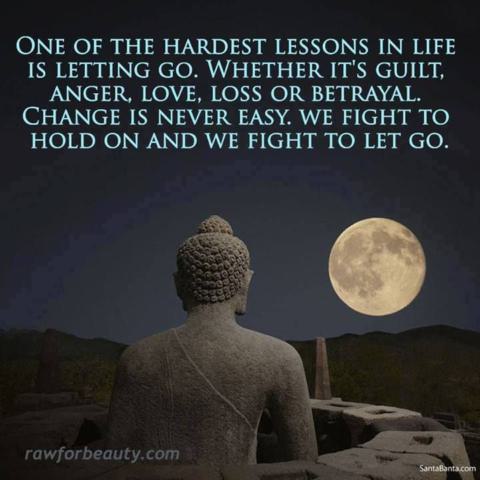 One of the hardest lessons in life
is letting go. Whether it's guilt,
anger, love, loss or betrayal.
Change is never easy. we fight to
hold on and we fight to let go.
rawforbeauty.com
SantaBanta.com